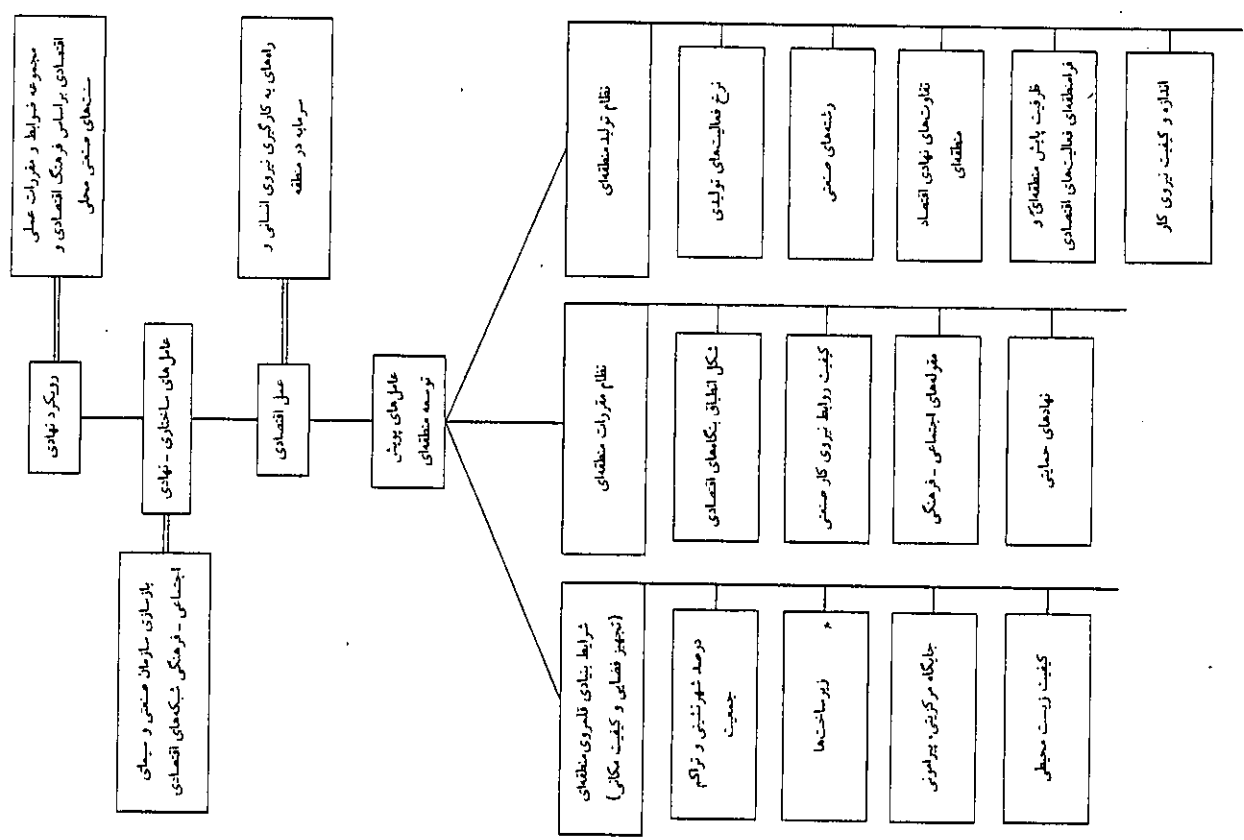 رویکرد نهادی
مجموعه ضوابط و مقررات عملی
اقتصادی براساس فرهنگ اقتصادی و
سنت‌های صنعتی محلی
عامل‌های ساختاری - نهادی
بازسازی سازمان صنعتی و سیمای
اجتماعی - فرهنگی شبکه‌های اقتصادی
عمل اقتصادی
راه‌های به کارگیری نیروی انسانی و
سرمایه در منطقه
عامل‌های پویش
توسعه منطقه‌ای
نظام تولید منطقه‌ای
نرخ فعالیت‌های تولیدی
رشته‌های صنعتی
تفاوت‌های نهادی اقتصاد
منطقه‌ای
ظرفیت پایش منطقه‌ای و
فرامنطقه‌ای فعالیت‌های اقتصادی
اندازه و کیفیت نیروی کار
نظام مقررات منطقه‌ای
شکل انطباق بنگاه‌های اقتصادی
کیفیت روابط نیروی کار صنعتی
مقوله‌های اجتماعی - فرهنگی
نهادهای حمایتی
شرایط بنیادی قلمروی منطقه‌ای
(تجهیز فضایی و کیفیت مکانی)
درصد شهرنشینی و تراکم
جمعیت
زیرساخت‌ها *
جایگاه مرکزیتی، پیرامونی
کیفیت زیست محیطی